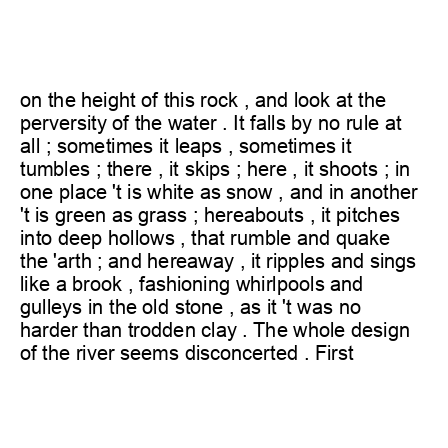 on the height of this rock , and look at the
perversity of the water . It falls by no rule at
all ; sometimes it leaps , sometimes it
tumbles ; there , it skips ; here , it shoots ; in
one place 't is white as snow , and in another
't is green as grass ; hereabouts , it pitches
into deep hollows , that rumble and quake
the 'arth ; and hereaway , it ripples and sings
like a brook , fashioning whirlpools and
gulleys in the old stone , as it 't was no
harder than trodden clay . The whole design
of the river seems disconcerted . First